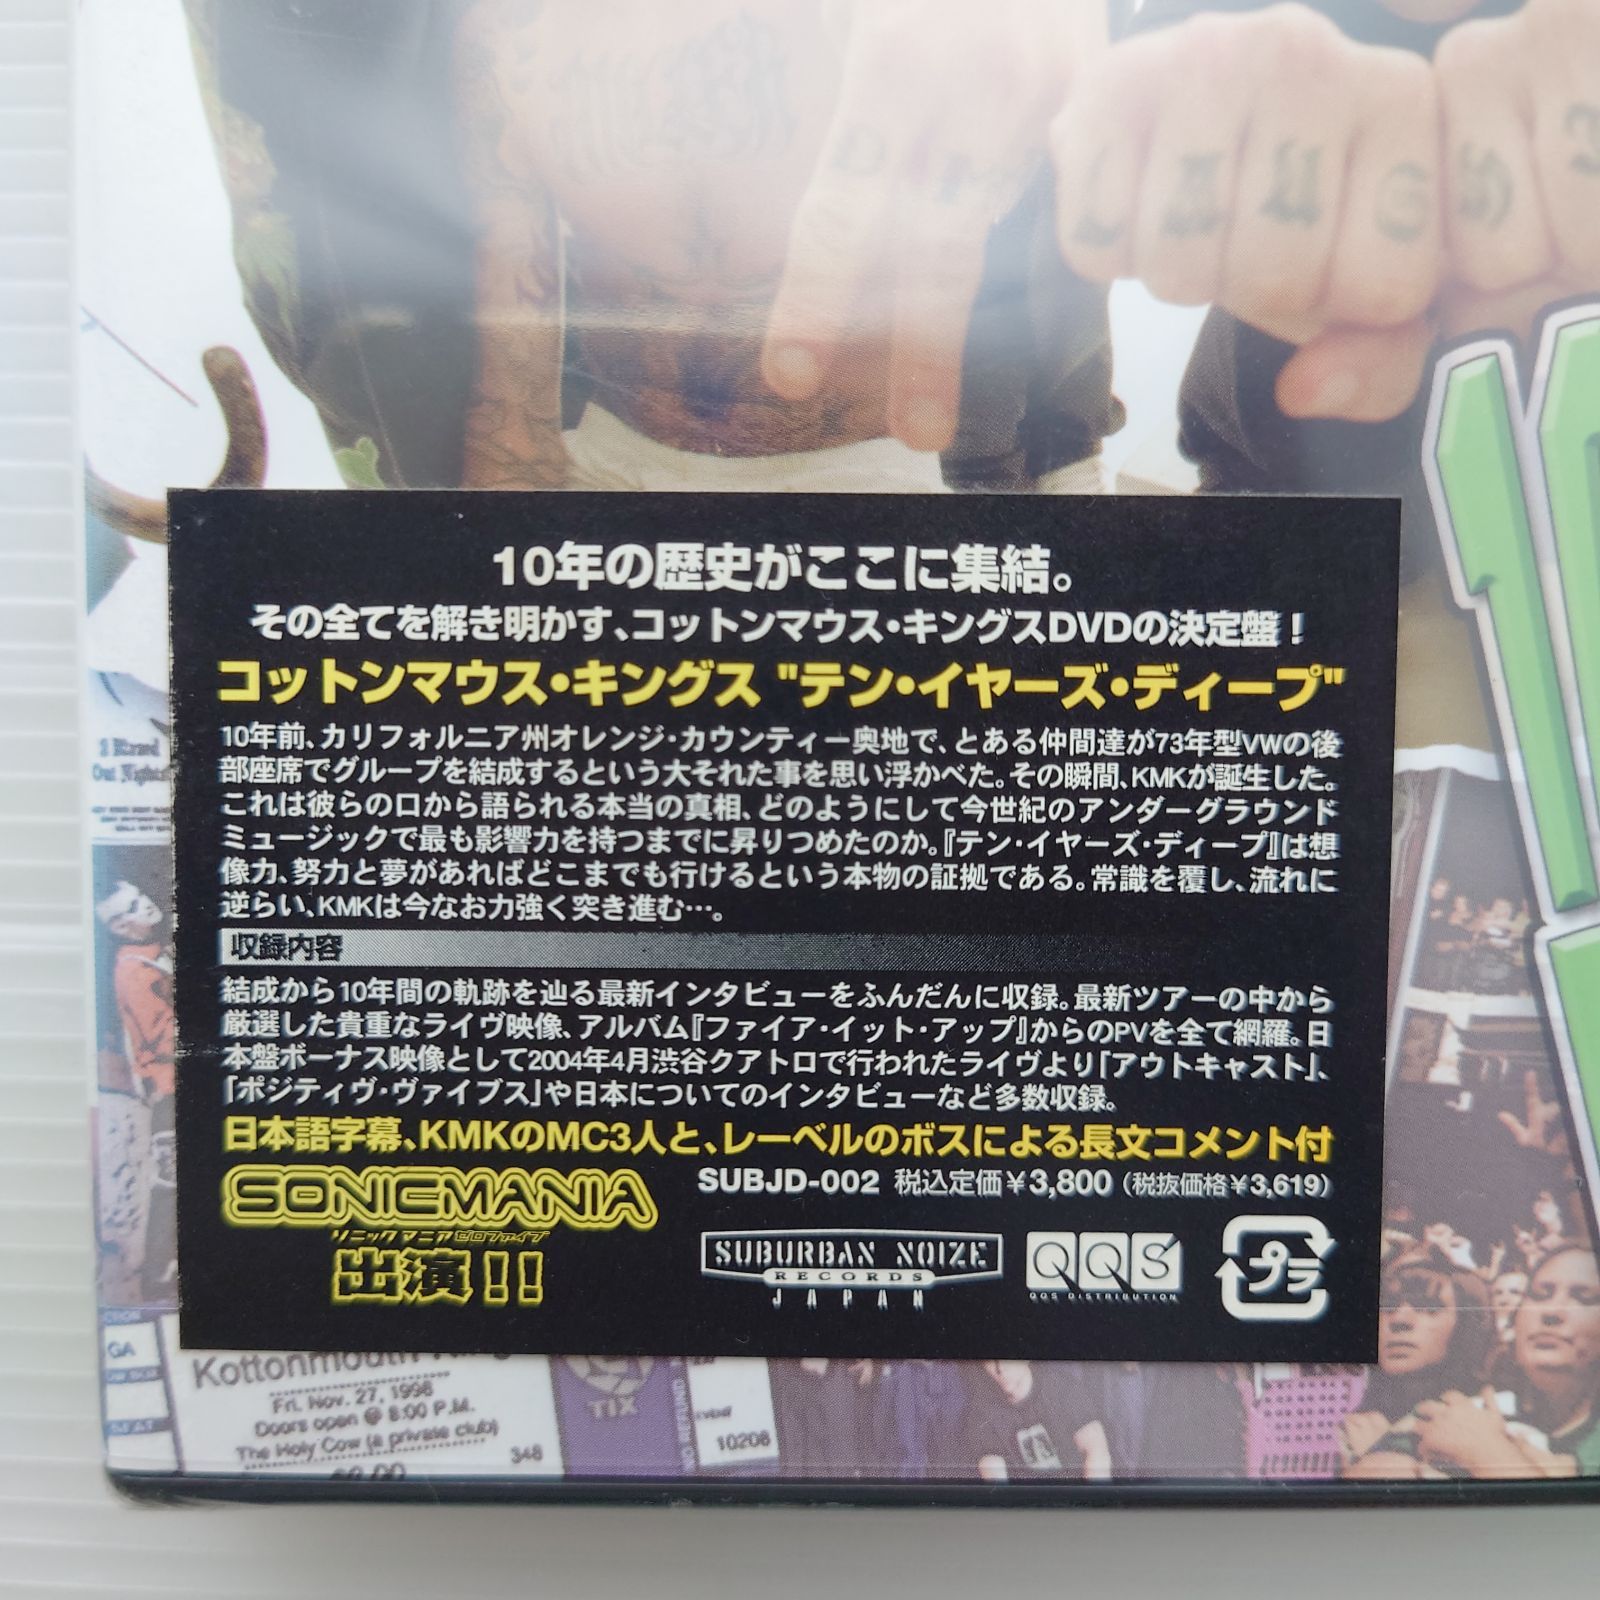 10年の歴史がここに集結。
その全てを解き明かす、コットンマウス・キングスDVDの決定盤!
コットンマウス・キングス "テン・イヤーズ・ディープ"
10年前、カリフォルニア州オレンジ・カウンティー奥地で、とある仲間達が73年型VWの後
部座席でグループを結成するという大それた事を思い浮かべた。その瞬間、KMKが誕生した。
これは彼らの口から語られる本当の真相、どのようにして今世紀のアンダーグラウンド
ミュージックで最も影響力を持つまでに昇りつめたのか。『テン・イヤーズ・ディープ』は想
像力、努力と夢があればどこまでも行けるという本物の証拠である。常識を覆し、流れに
逆らい、KMKは今なお力強く突き進む…。
収録内容
結成から10年間の軌跡を辿る最新インタビューをふんだんに収録。最新ツアーの中から
厳選した貴重なライヴ映像、アルバム『ファイア・イット・アップ』からのPVを全て網羅。日
本盤ボーナス映像として2004年4月渋谷クアトロで行われたライヴより「アウトキャスト」、
「ポジティヴ・ヴァイブス」や日本についてのインタビューなど多数収録。
日本語字幕、KMKのMC3人と、レーベルのボスによる長文コメント付
SONICMANIA
ソニックマニアゼロファイブ
出演!!
SUBJD-002 税込定価¥3,800 (税抜価格¥3,619)
SUBURBAN NOIZE
RECORDS
JAPAN
QQS
QQS DISTRIBUTION
プラ
10
GA
Kottonmouth
Fri. Nov. 27, 1998
Doors open @ 8:00 P.M.
The Holy Cow (a private club)
348
TIX
10208